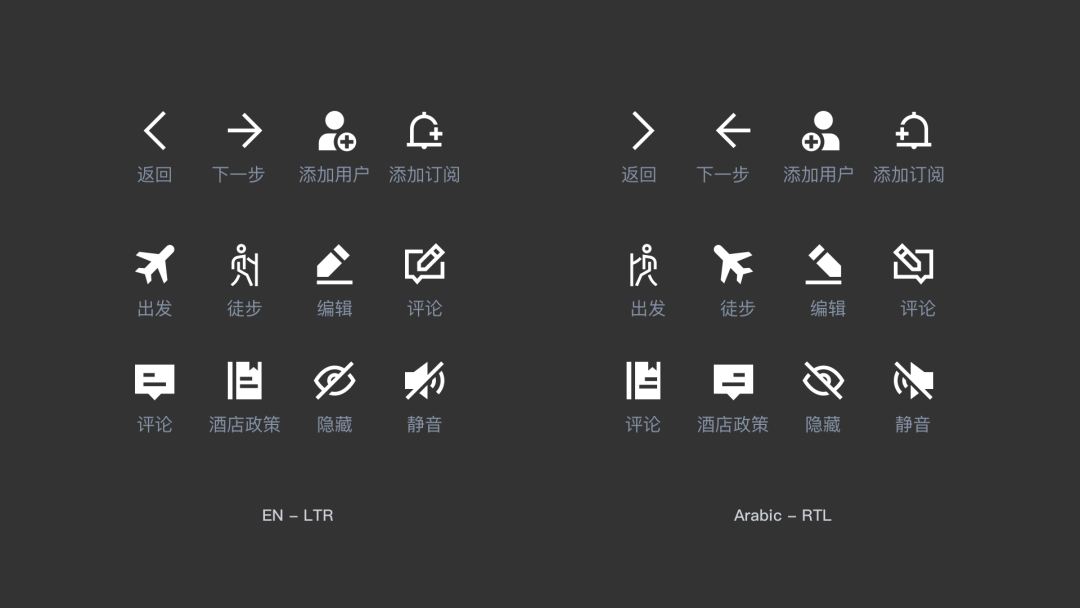 返回 下一步 添加用户 添加订阅
出发 徒步 编辑 评论
评论 酒店政策 隐藏 静音
EN - LTR
返回 下一步 添加用户 添加订阅
出发 徒步 编辑 评论
评论 酒店政策 隐藏 静音
Arabic - RTL